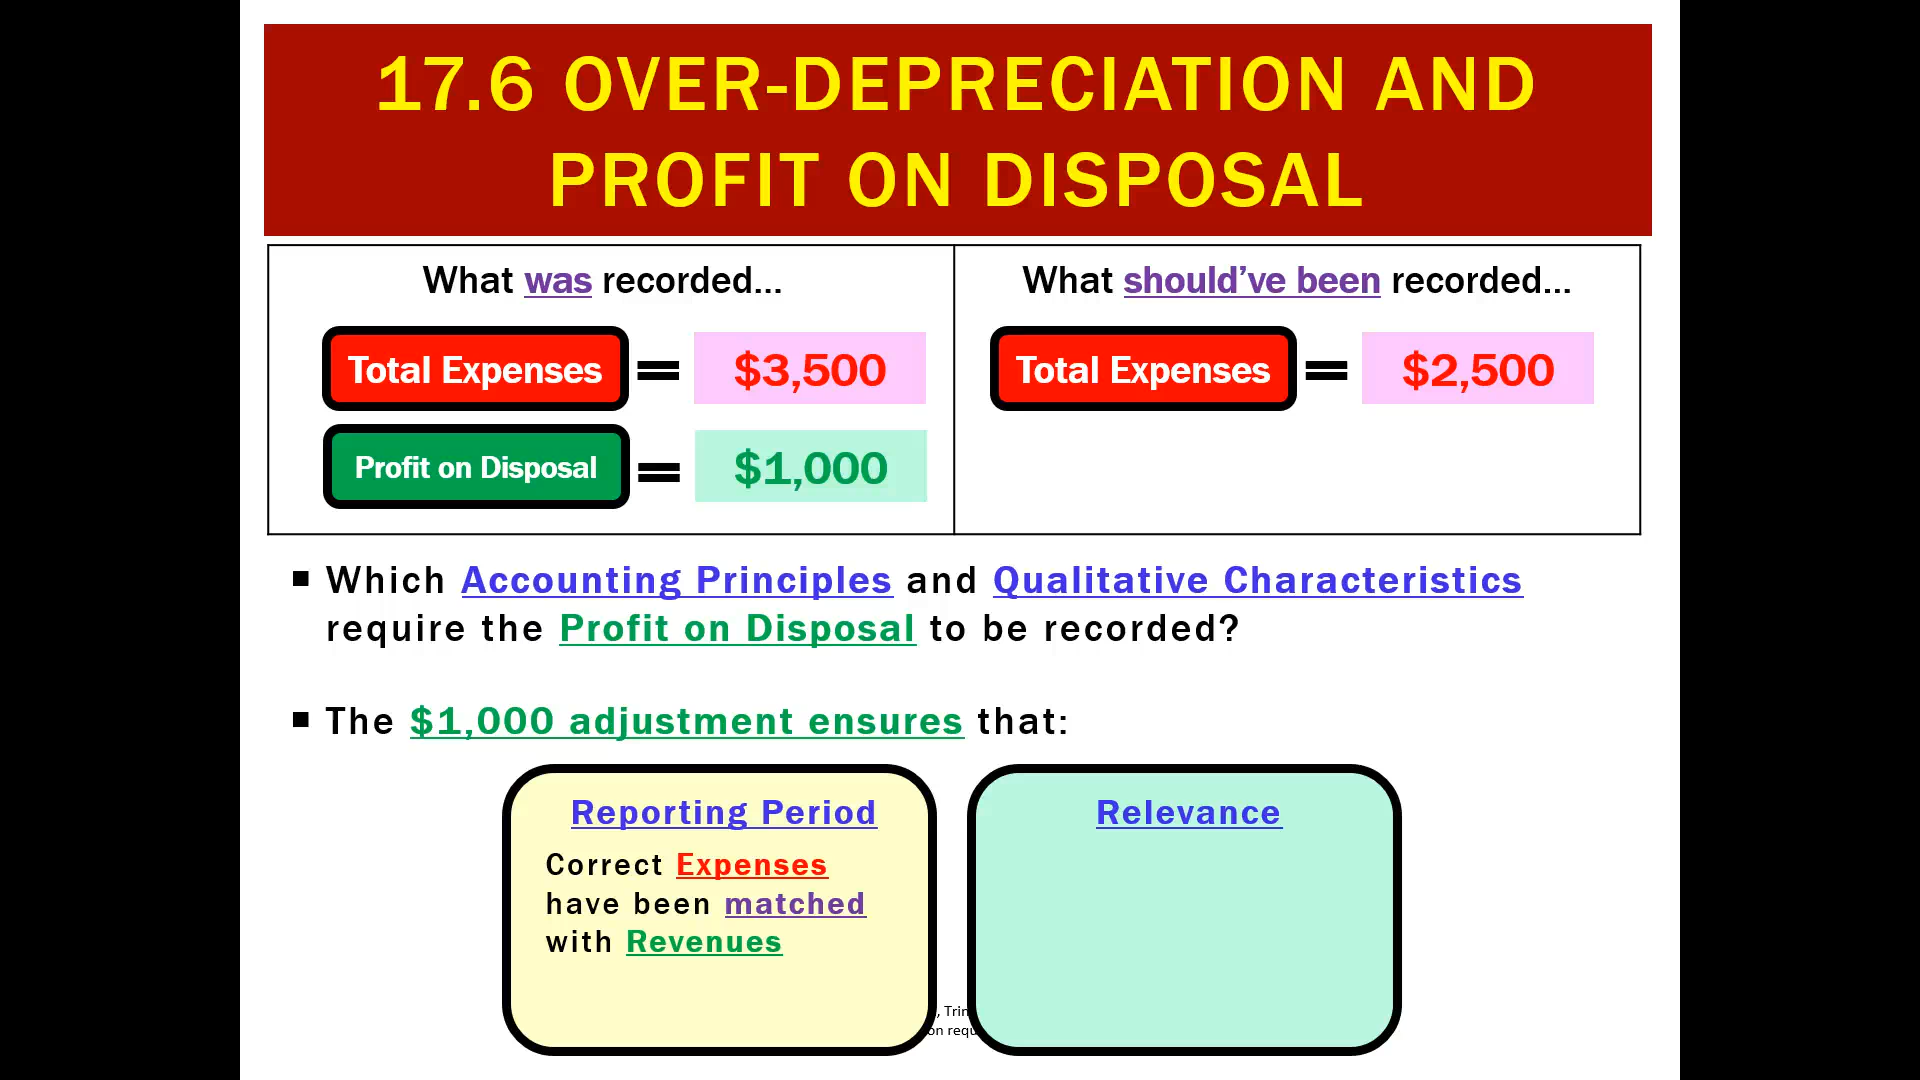 17.6 OVER-DEPRECIATION AND
PROFIT ON DISPOSAL
What was recorded...
Total Expenses = $3,500
Profit on Disposal = $1,000
What should've been recorded...
Total Expenses = $2,500
▪ Which Accounting Principles and Qualitative Characteristics
require the Profit on Disposal to be recorded?
▪ The $1,000 adjustment ensures that:
Reporting Period
Correct Expenses
have been matched
with Revenues
Relevance